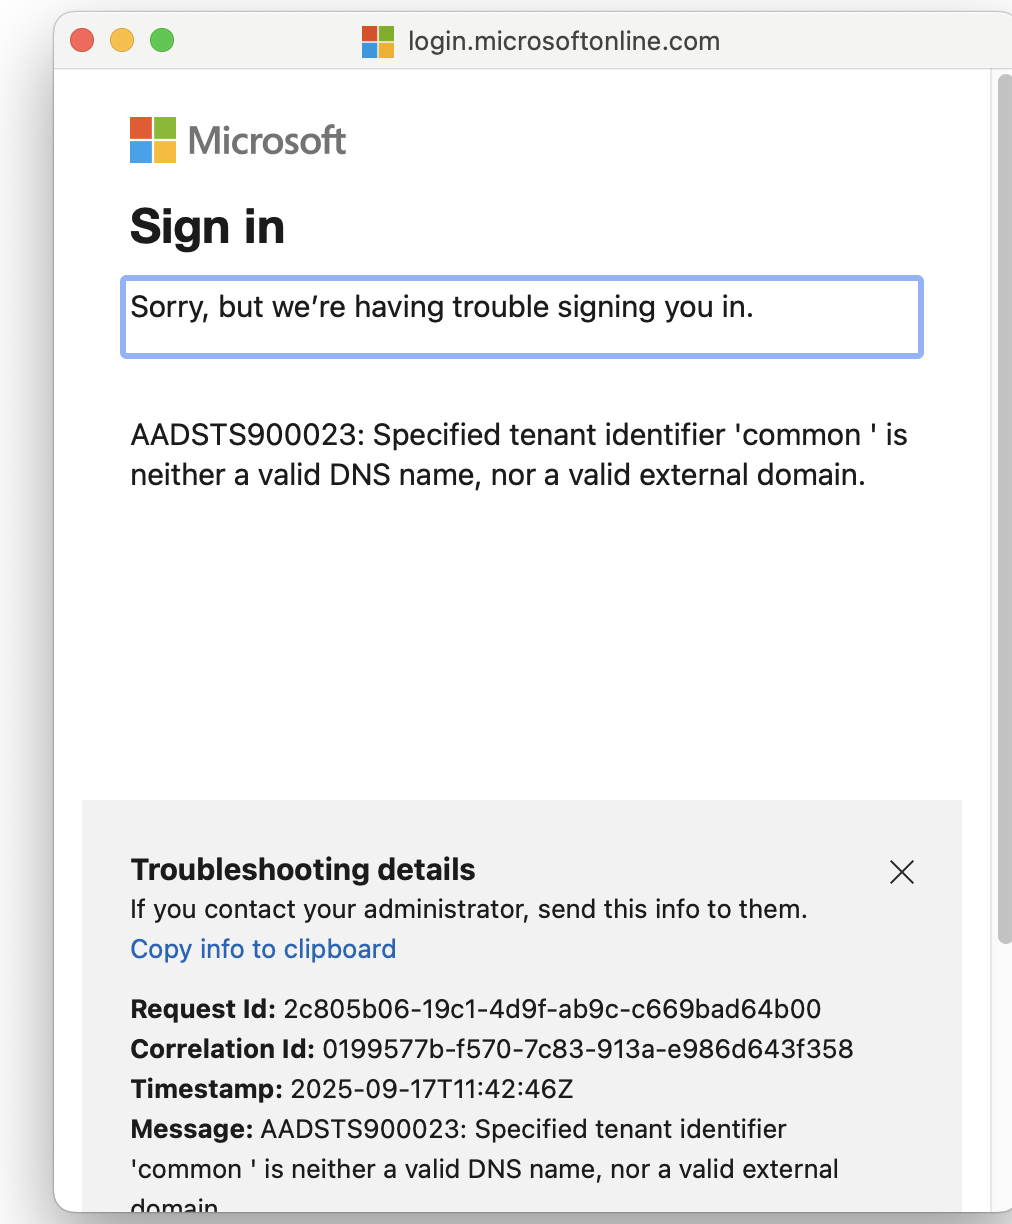 login.microsoftonline.com
Microsoft
Sign in
Sorry, but we’re having trouble signing you in.
AADSTS900023: Specified tenant identifier 'common ' is
neither a valid DNS name, nor a valid external domain.
Troubleshooting details
If you contact your administrator, send this info to them.
Copy info to clipboard
Request Id: 2c805b06-19c1-4d9f-ab9c-c669bad64b00
Correlation Id: 0199577b-f570-7c83-913a-e986d643f358
Timestamp: 2025-09-17T11:42:46Z
Message: AADSTS900023: Specified tenant identifier
'common ' is neither a valid DNS name, nor a valid external
domain